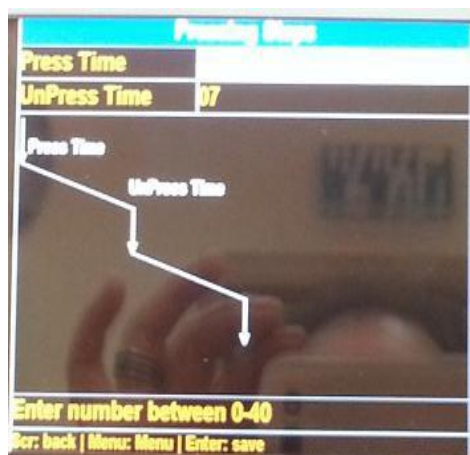 Pressing Steps
Press Time
UnPress Time 07
Press Time
UnPress Time
Enter number between 0-40
Scr: back | Menu: Menu | Enter: save